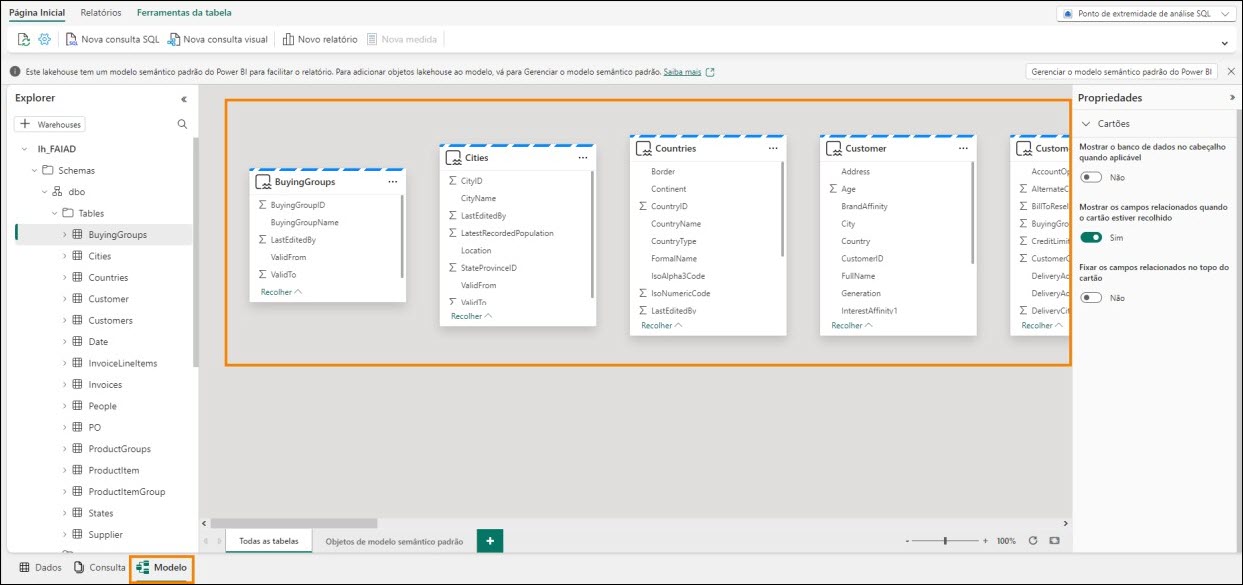 Página Inicial
Relatórios
Ferramentas da tabela
Ponto de extremidade de análise SQL
Nova consulta SQL
Nova consulta visual
Novo relatório
Nova medida
Este lakehouse tem um modelo semântico padrão do Power BI para facilitar o relatório. Para adicionar objetos lakehouse ao modelo, vá para Gerenciar o modelo semântico padrão. Saiba mais
Gerenciar o modelo semântico padrão do Power BI
Explorer
Warehouses
lh_FAIAD
Schemas
dbo
Tables
BuyingGroups
Cities
Countries
Customer
Customers
Date
InvoiceLineItems
Invoices
People
PO
ProductGroups
ProductItem
ProductItemGroup
States
Supplier
BuyingGroups
BuyingGroupID
BuyingGroupName
LastEditedBy
ValidFrom
ValidTo
Recolher
Cities
CityID
CityName
LastEditedBy
LatestRecordedPopulation
Location
StateProvinceID
ValidFrom
ValidTo
Recolher
Countries
Border
Continent
CountryID
CountryName
CountryType
FormalName
IsoAlpha3Code
IsoNumericCode
LastEditedBy
Recolher
Customer
Address
Age
BrandAffinity
City
Country
CustomerID
FullName
Generation
InterestAffinity1
Recolher
Custom
AccountOp
AlternateC
BillToResel
BuyingGro
CreditLimit
CustomerC
DeliveryAd
DeliveryAd
DeliveryCit
Recolher
Propriedades
Cartões
Mostrar o banco de dados no cabeçalho
quando aplicável
Não
Mostrar os campos relacionados quando
o cartão estiver recolhido
Sim
Fixar os campos relacionados no topo do
cartão
Não
Todas as tabelas
Objetos de modelo semântico padrão
100%
Dados
Consulta
Modelo